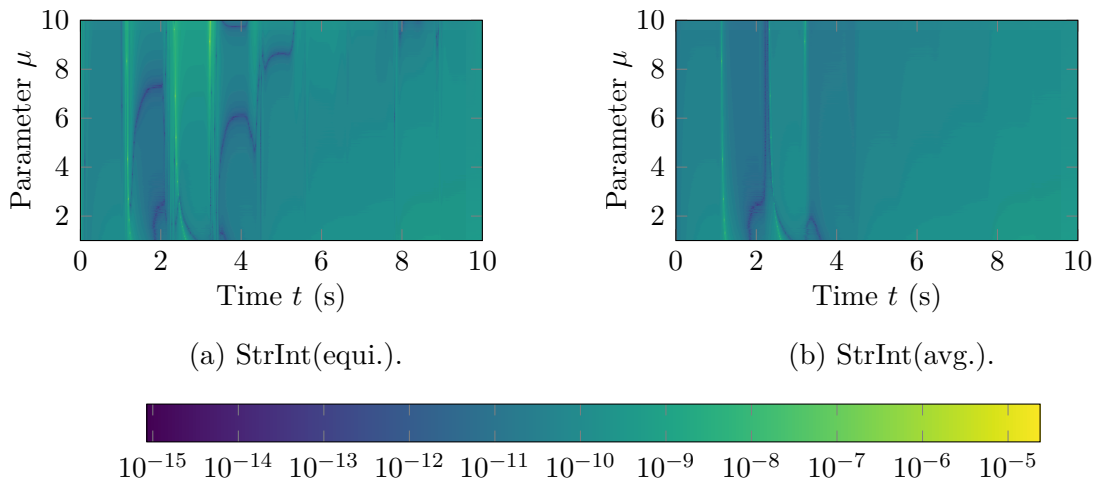 10
8
6
4
2
Parameter μ
0 2 4 6 8 10
Time t (s)
(a) StrInt(equi.).
10
8
6
4
2
Parameter μ
0 2 4 6 8 10
Time t (s)
(b) StrInt(avg.).
10⁻¹⁵ 10⁻¹⁴ 10⁻¹³ 10⁻¹² 10⁻¹¹ 10⁻¹⁰ 10⁻⁹ 10⁻⁸ 10⁻⁷ 10⁻⁶ 10⁻⁵